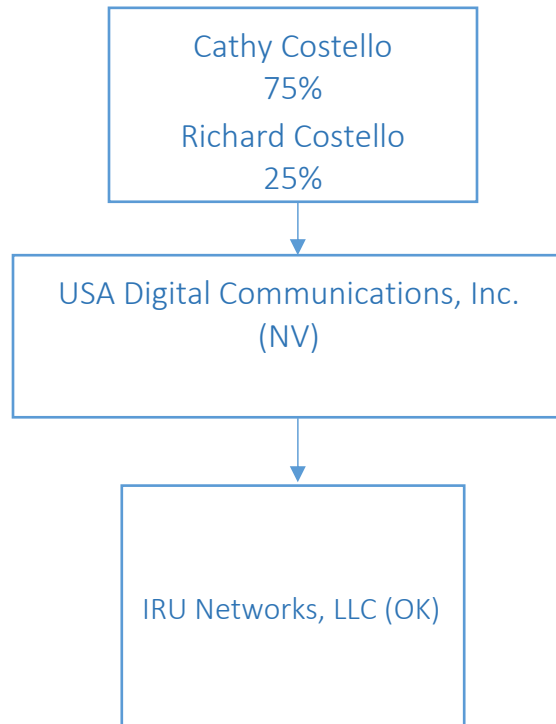 Cathy Costello
75%
Richard Costello
25%
USA Digital Communications, Inc.
(NV)
IRU Networks, LLC (OK)